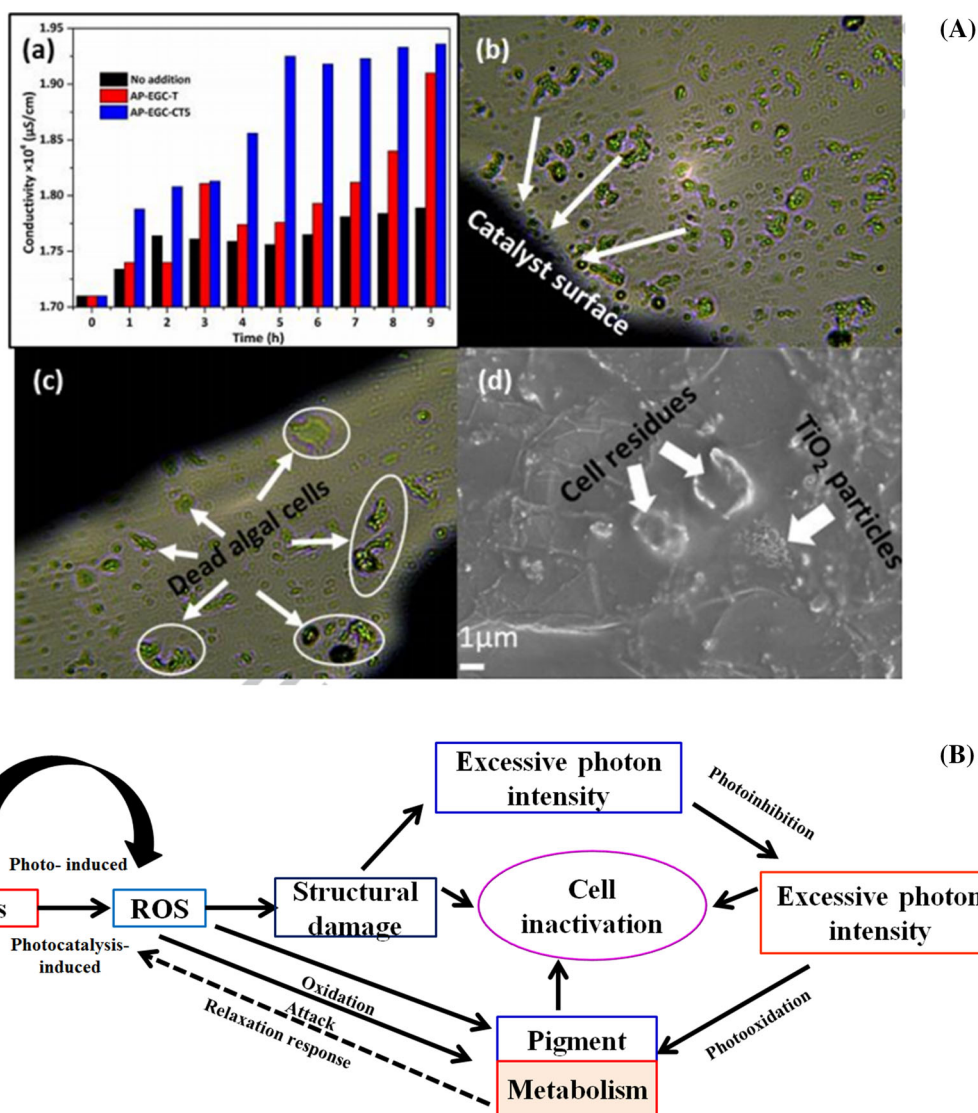 (A)
(a)
No addition
AP-EGC-T
AP-EGC-CT5
Conductivity ×10⁴ (µS/cm)
1.95
1.90
1.85
1.80
1.75
1.70
0 1 2 3 4 5 6 7 8 9
Time (h)
(b)
Catalyst surface
(c)
Dead algal cells
(d)
Cell residues
TiO₂ particles
1µm
(B)
Excessive photon
intensity
Photoinhibition
Photo- induced
s
ROS
Structural
damage
Cell
inactivation
Excessive photon
intensity
Photocatalysis-
induced
Oxidation
Attack
Relaxation response
Photooxidation
Pigment
Metabolism